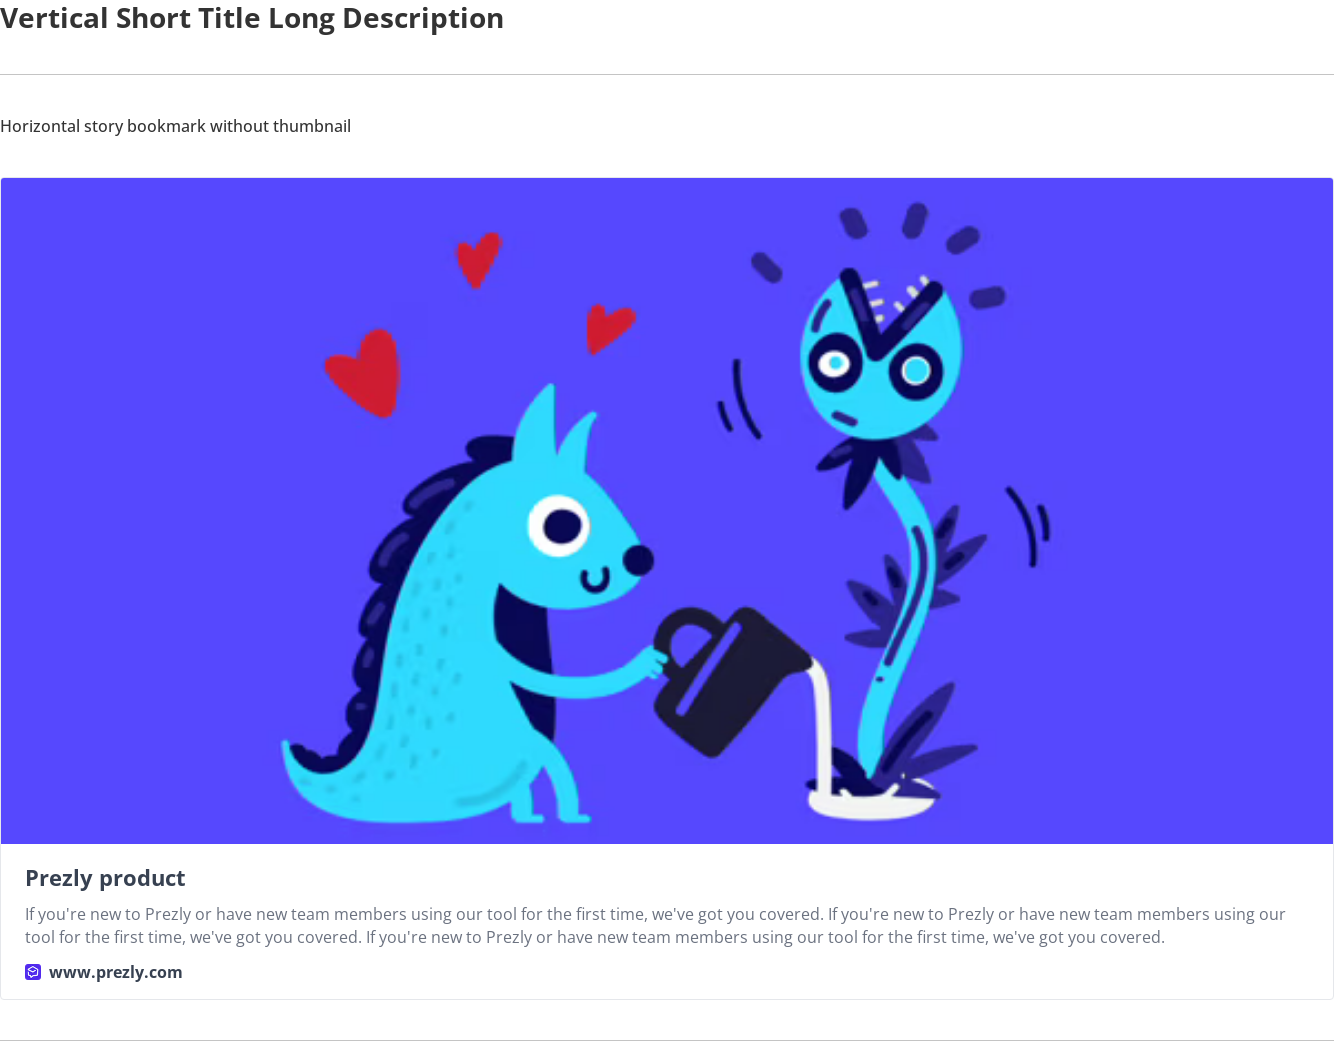 Vertical Short Title Long Description
Horizontal story bookmark without thumbnail
Prezly product
If you're new to Prezly or have new team members using our tool for the first time, we've got you covered. If you're new to Prezly or have new team members using our
tool for the first time, we've got you covered. If you're new to Prezly or have new team members using our tool for the first time, we've got you covered.
www.prezly.com